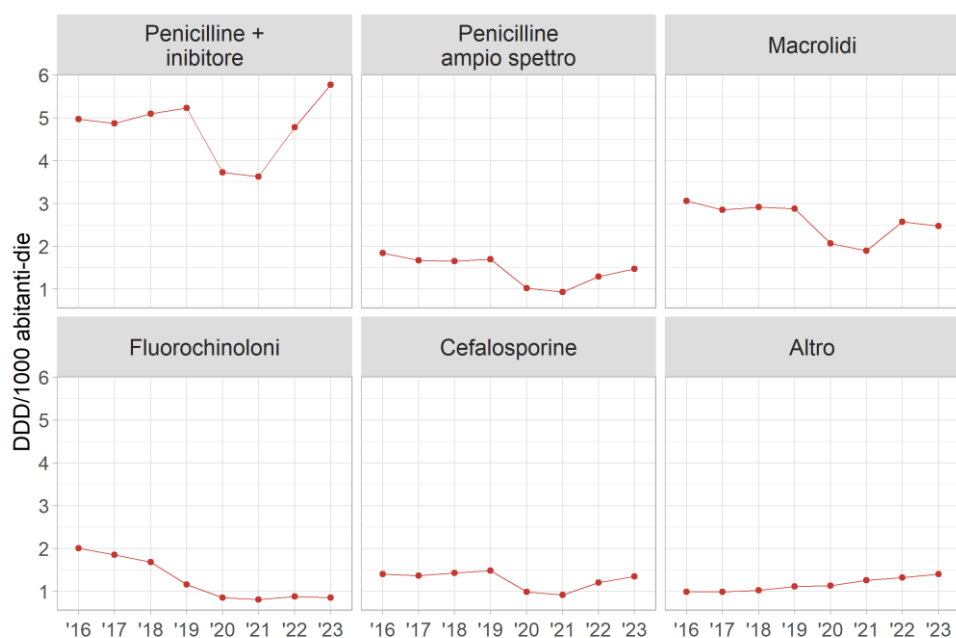 Penicilline +
inibitore
Penicilline
ampio spettro
Macrolidi
6
5
4
3
2
1
DDD/1000 abitanti-die
Fluorochinoloni
Cefalosporine
Altro
6
5
4
3
2
1
'16 '17 '18 '19 '20 '21 '22 '23
'16 '17 '18 '19 '20 '21 '22 '23
'16 '17 '18 '19 '20 '21 '22 '23